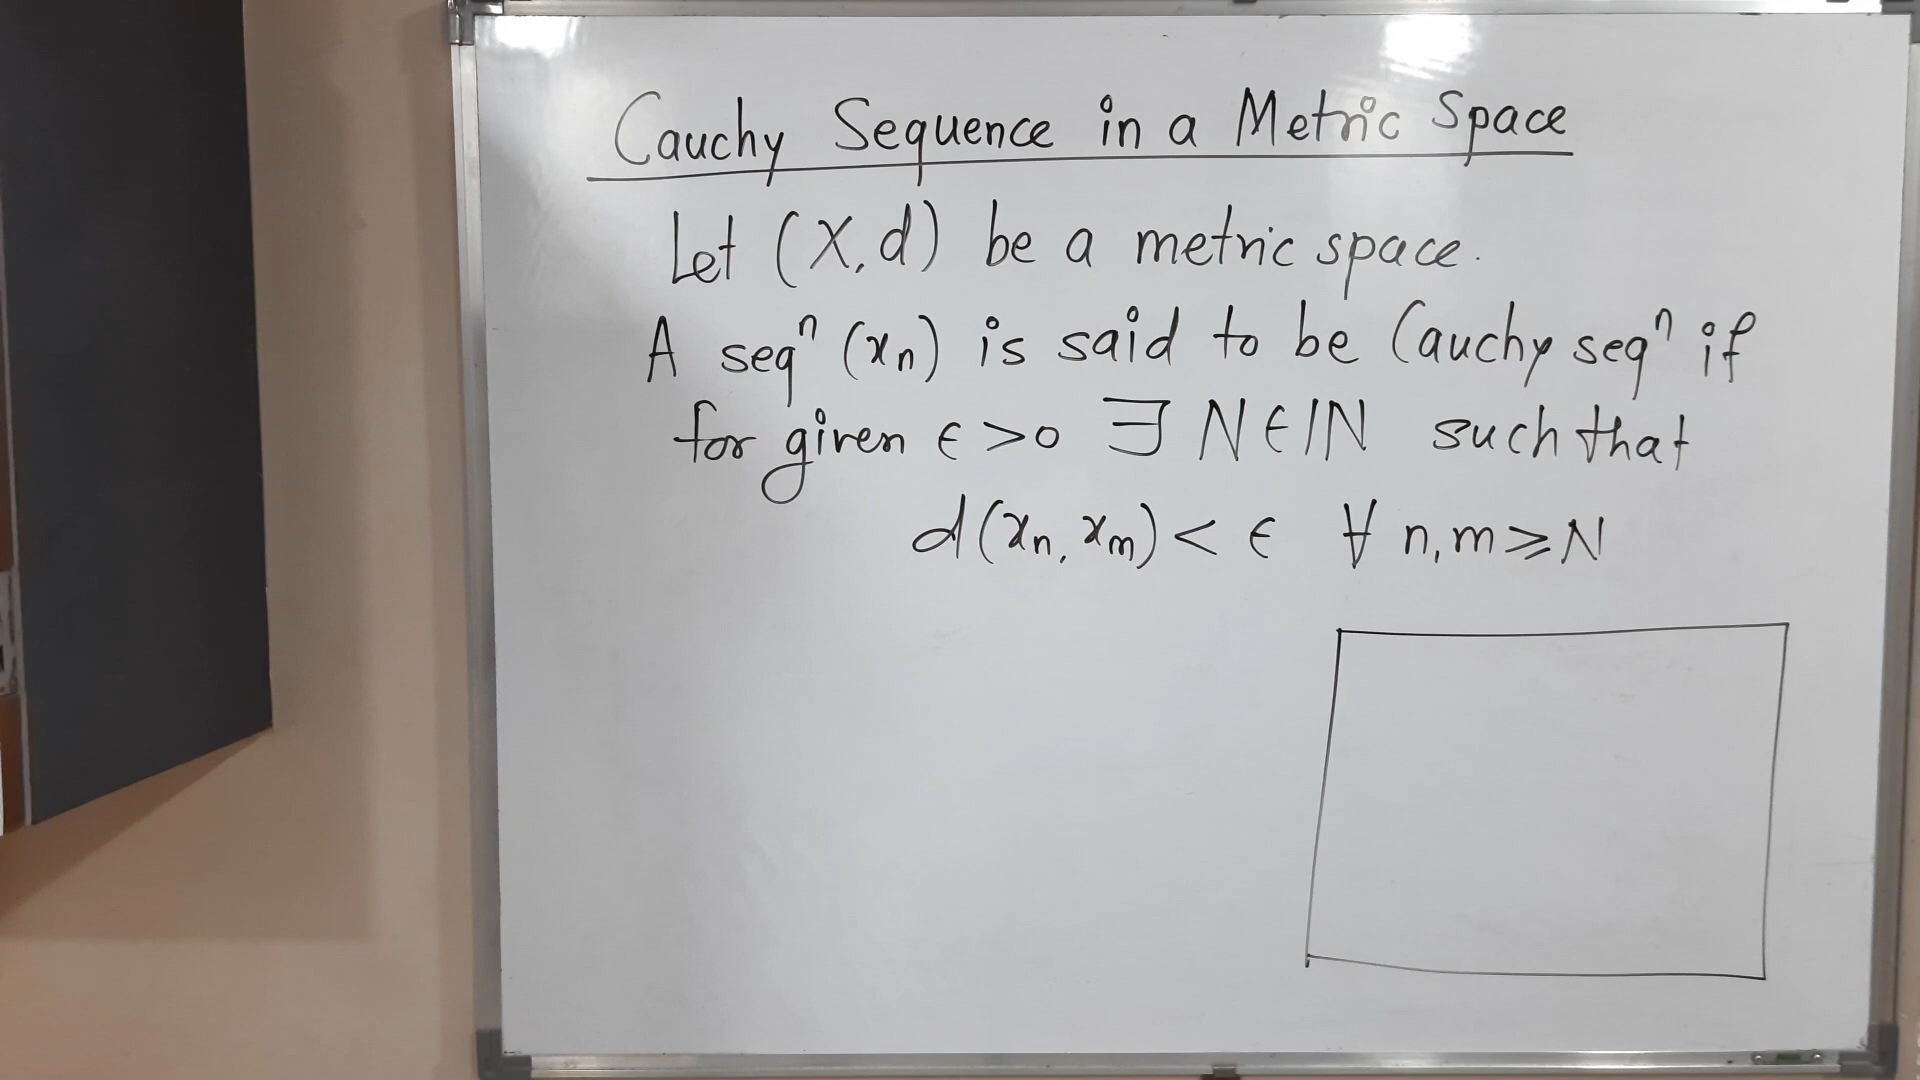 Cauchy Sequence in a Metric Space
Let (X, d) be a metric space.
A seqⁿ (xₙ) is said to be Cauchy seqⁿ if
for given ϵ > 0 ∃ N ∈ ℕ such that
d(xₙ, xₘ) < ϵ ∀ n, m ⩾ N